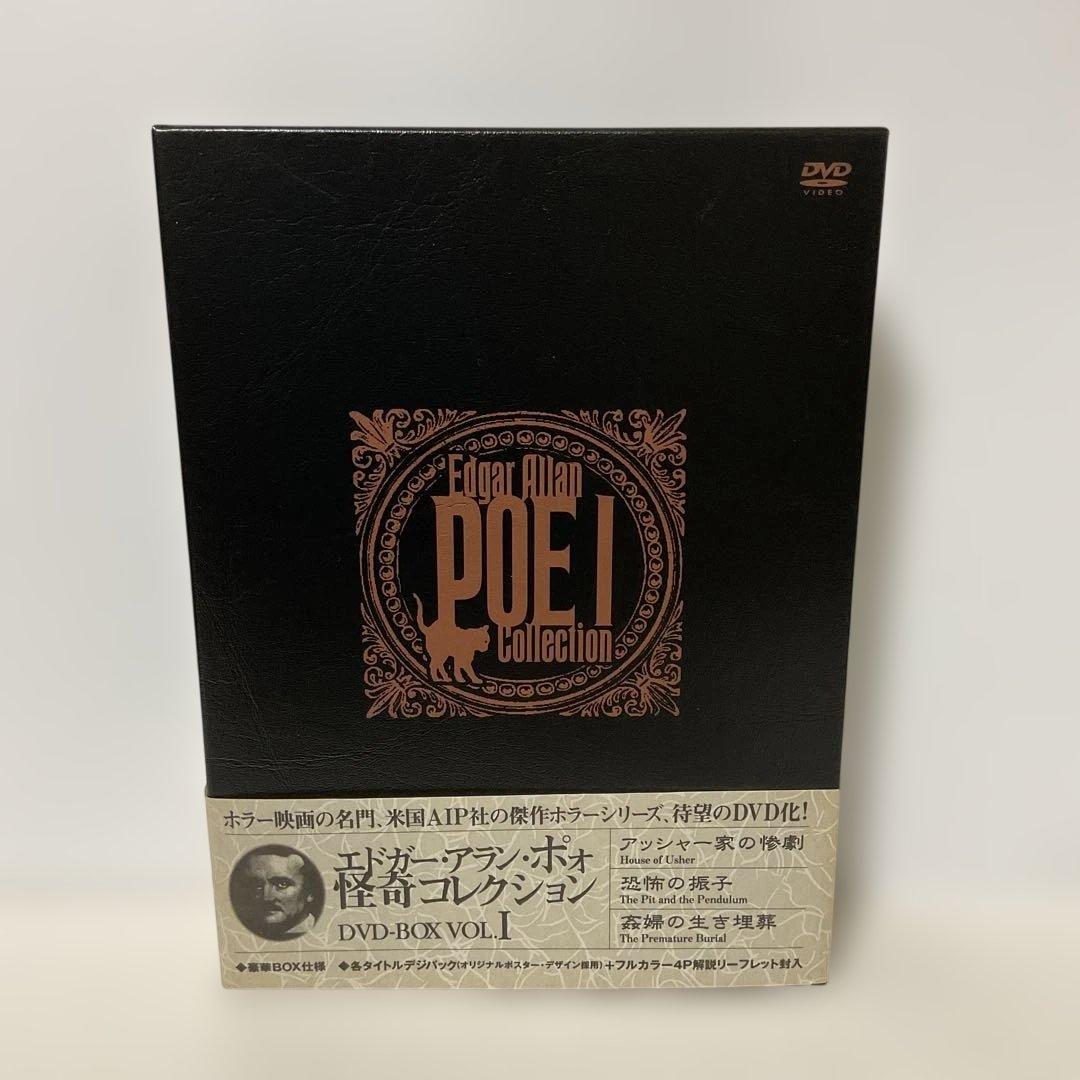 DVD
VIDEO
Edgar Allan
POE I
Collection
ホラー映画の名門、米国AIP社の傑作ホラーシリーズ、待望のDVD化!
エドガー・アラン・ポォ
怪奇コレクション
DVD-BOX VOL.I
アッシャー家の惨劇
House of Usher
恐怖の振子
The Pit and the Pendulum
姦婦の生き埋葬
The Premature Burial
◆豪華BOX仕様 ◆各タイトルデジパック(オリジナルポスター・デザイン採用)+フルカラー4P解説リーフレット封入